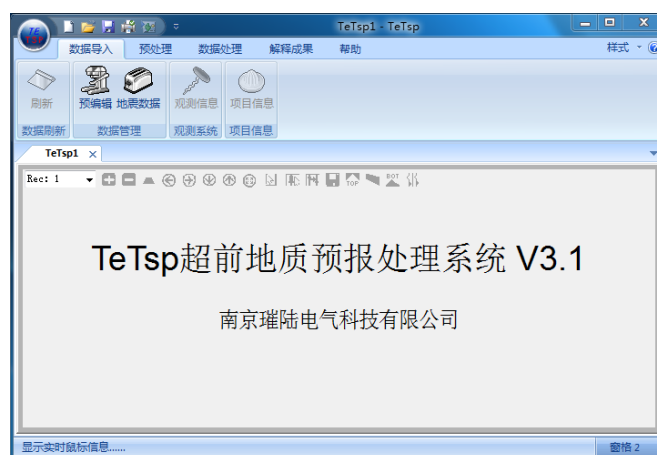 TE
TSP
TeTsp1 - TeTsp
数据导入 预处理 数据处理 解释成果 帮助 样式
刷新 预编辑 地震数据 观测信息 项目信息
数据刷新 数据管理 观测系统 项目信息
TeTsp1
Rec: 1 TOP BOT
TeTsp超前地质预报处理系统 V3.1
南京璀陆电气科技有限公司
显示实时鼠标信息...... 窗格 2